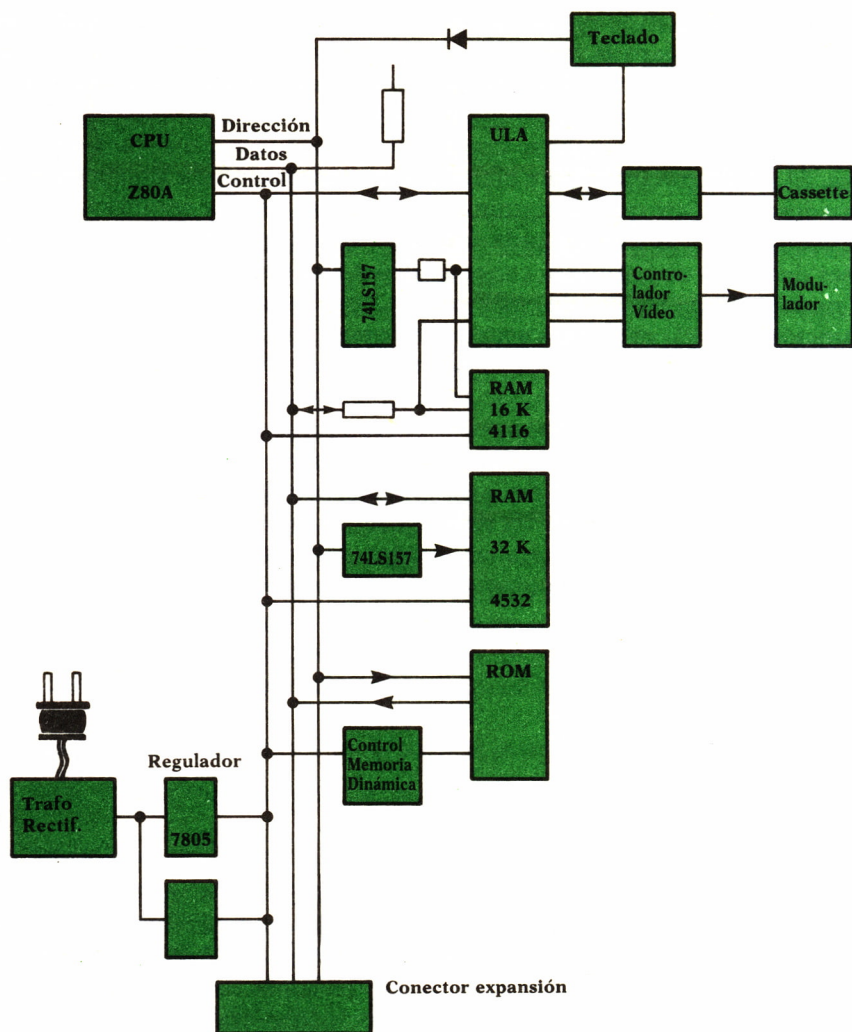 Teclado
CPU
Z80A
Dirección
Datos
Control
ULA
Cassette
74LS157
Contro-
lador
Vídeo
Modu-
lador
RAM
16 K
4116
RAM
32 K
4532
74LS157
ROM
Control
Memoria
Dinámica
Regulador
Trafo
Rectif.
7805
Conector expansión